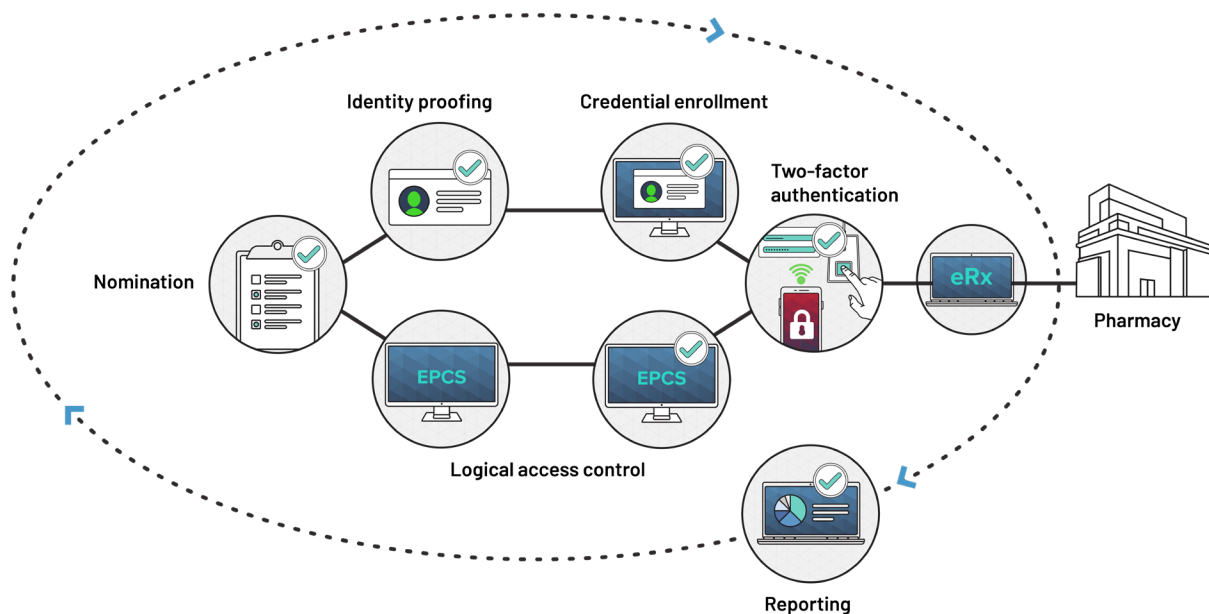 Identity proofing
Credential enrollment
Two-factor
authentication
Nomination
eRx
Pharmacy
EPCS
EPCS
Logical access control
Reporting